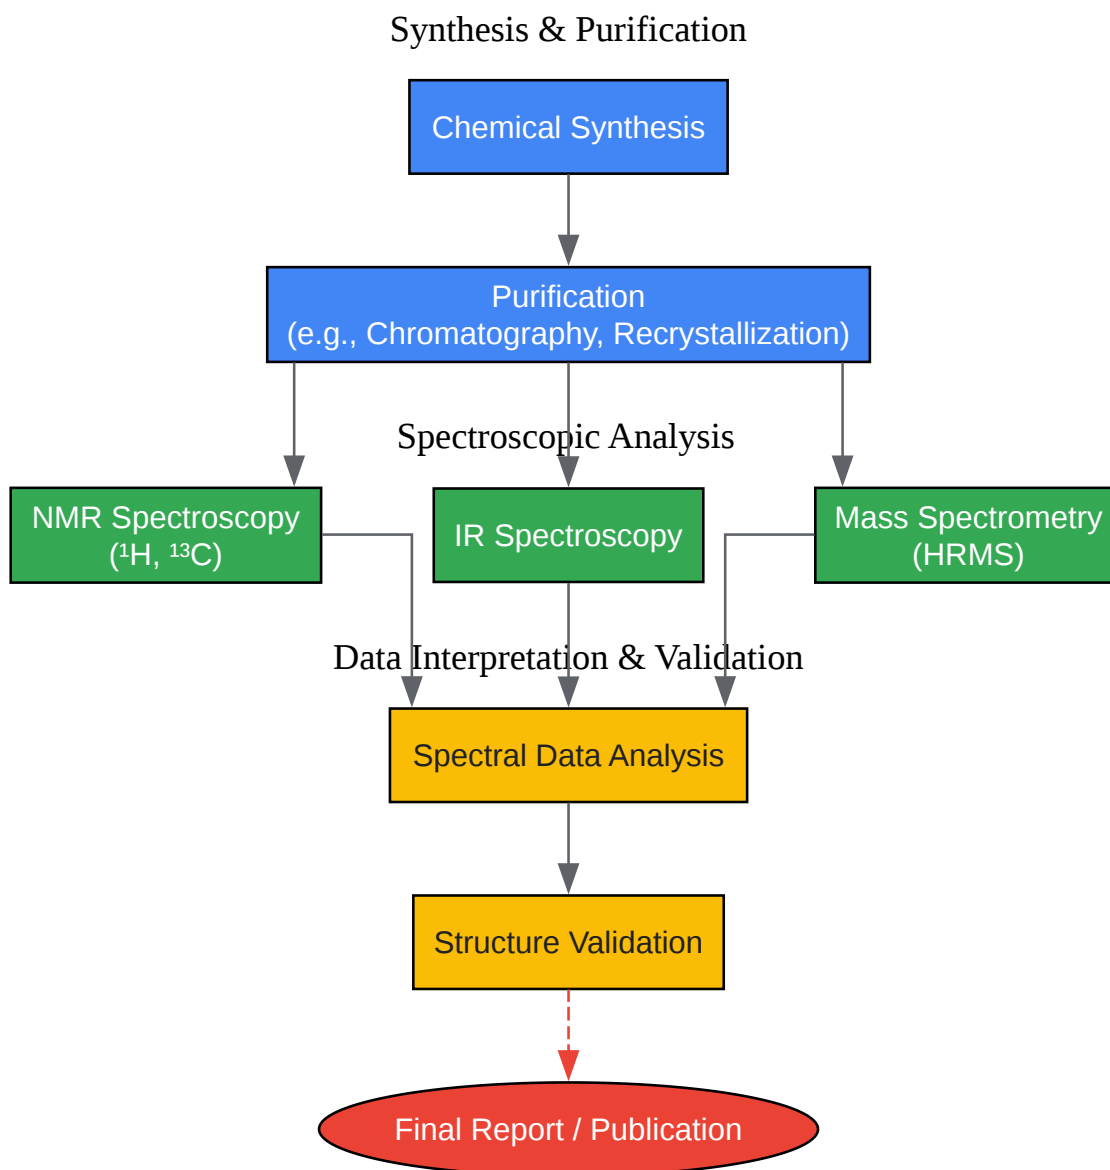 Synthesis & Purification
Chemical Synthesis
Purification
(e.g., Chromatography, Recrystallization)
Spectroscopic Analysis
NMR Spectroscopy
(¹H, ¹³C)
IR Spectroscopy
Mass Spectrometry
(HRMS)
Data Interpretation & Validation
Spectral Data Analysis
Structure Validation
Final Report / Publication